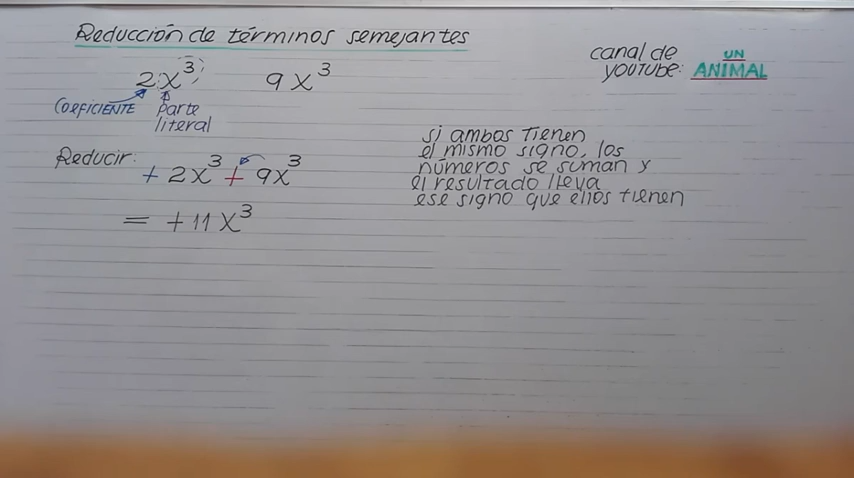 Reducción de términos semejantes
canal de
YOUTUBE: UN ANIMAL
2x³ 9x³
COEFICIENTE parte
literal
Reducir:
+ 2x³ + 9x³
= + 11x³
si ambos tienen
el mismo signo, los
números se suman y
el resultado lleva
ese signo que ellos tienen